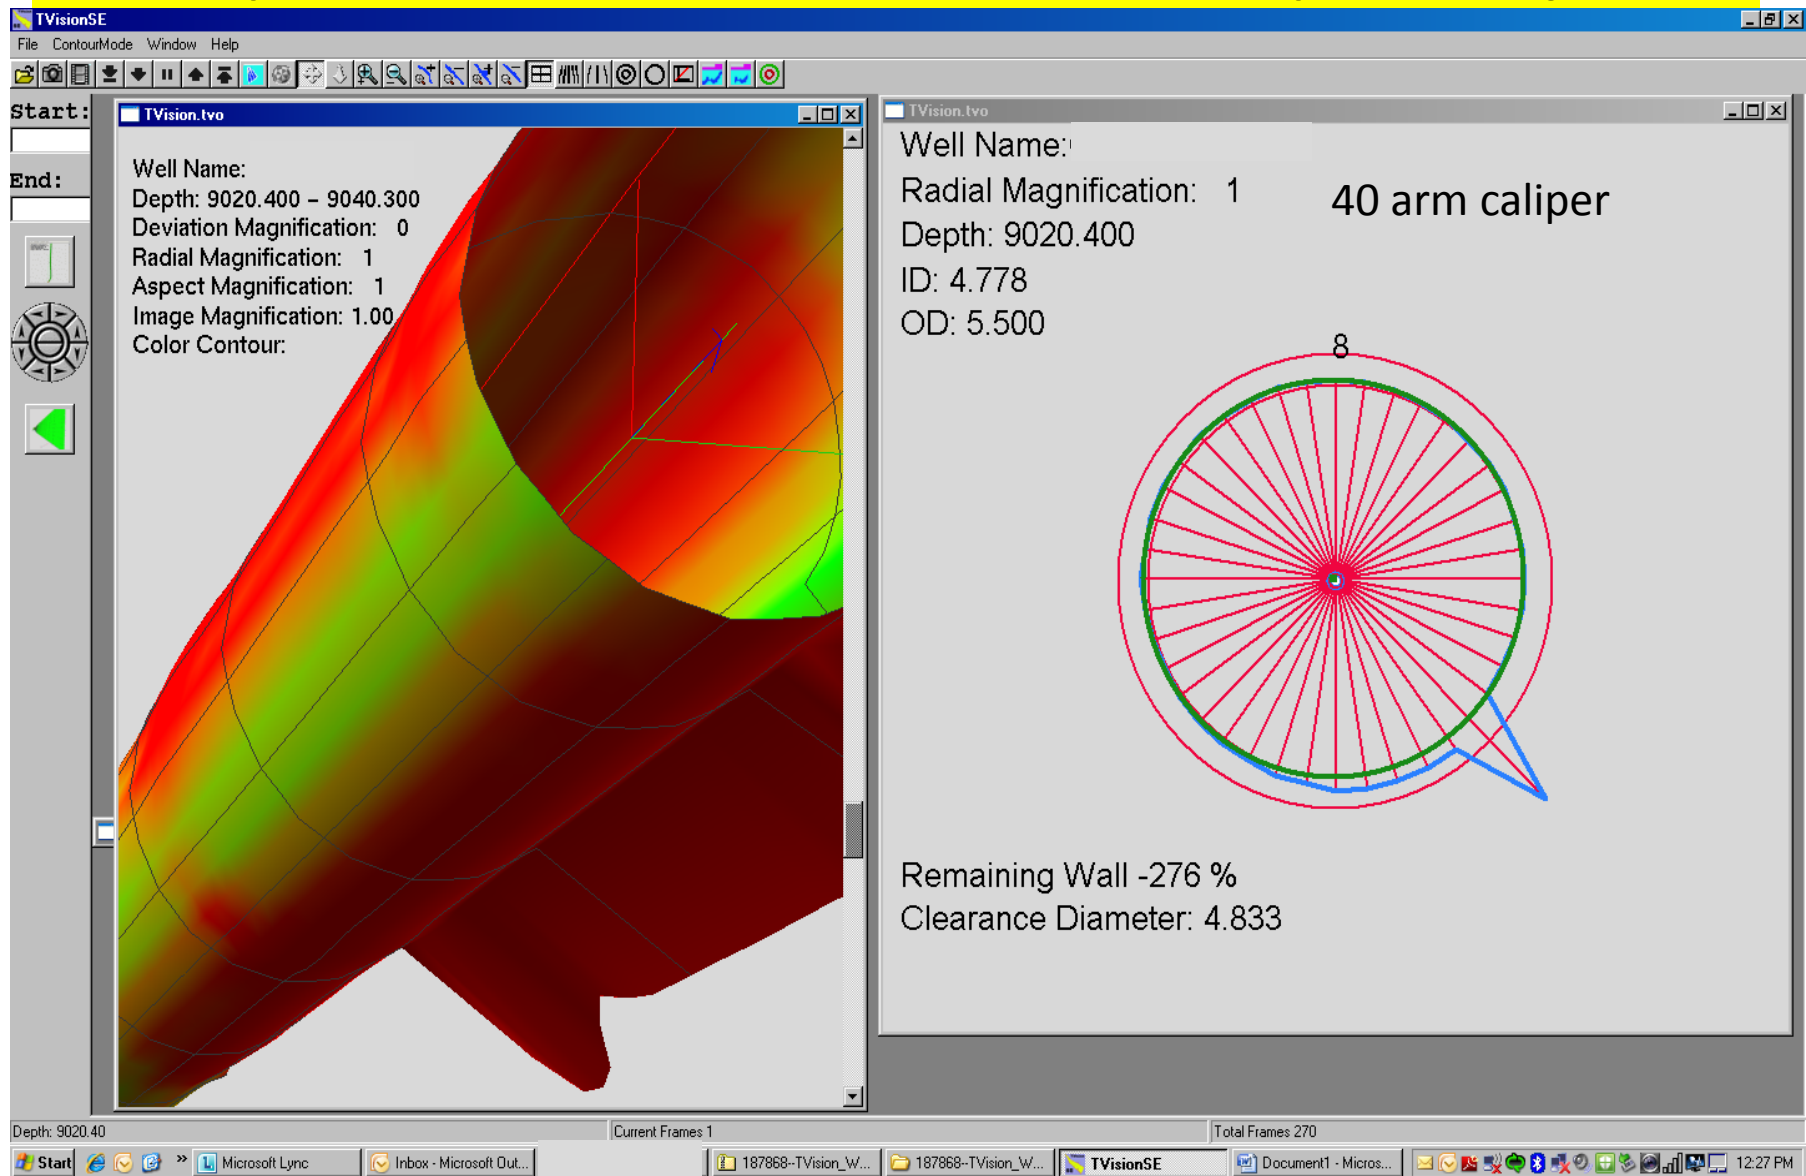 TVisionSE
File ContourMode Window Help
Start:
End:
TVision.tvo
Well Name:
Depth: 9020.400 - 9040.300
Deviation Magnification: 0
Radial Magnification: 1
Aspect Magnification: 1
Image Magnification: 1.00
Color Contour:
TVision.tvo
Well Name:
Radial Magnification: 1
40 arm caliper
Depth: 9020.400
ID: 4.778
OD: 5.500
8
Remaining Wall -276 %
Clearance Diameter: 4.833
Depth: 9020.40 Current Frames 1 Total Frames 270
Start » Microsoft Lync Inbox - Microsoft Out... 187868--TVision_W... 187868--TVision_W... TVisionSE Document1 - Micros... 12:27 PM